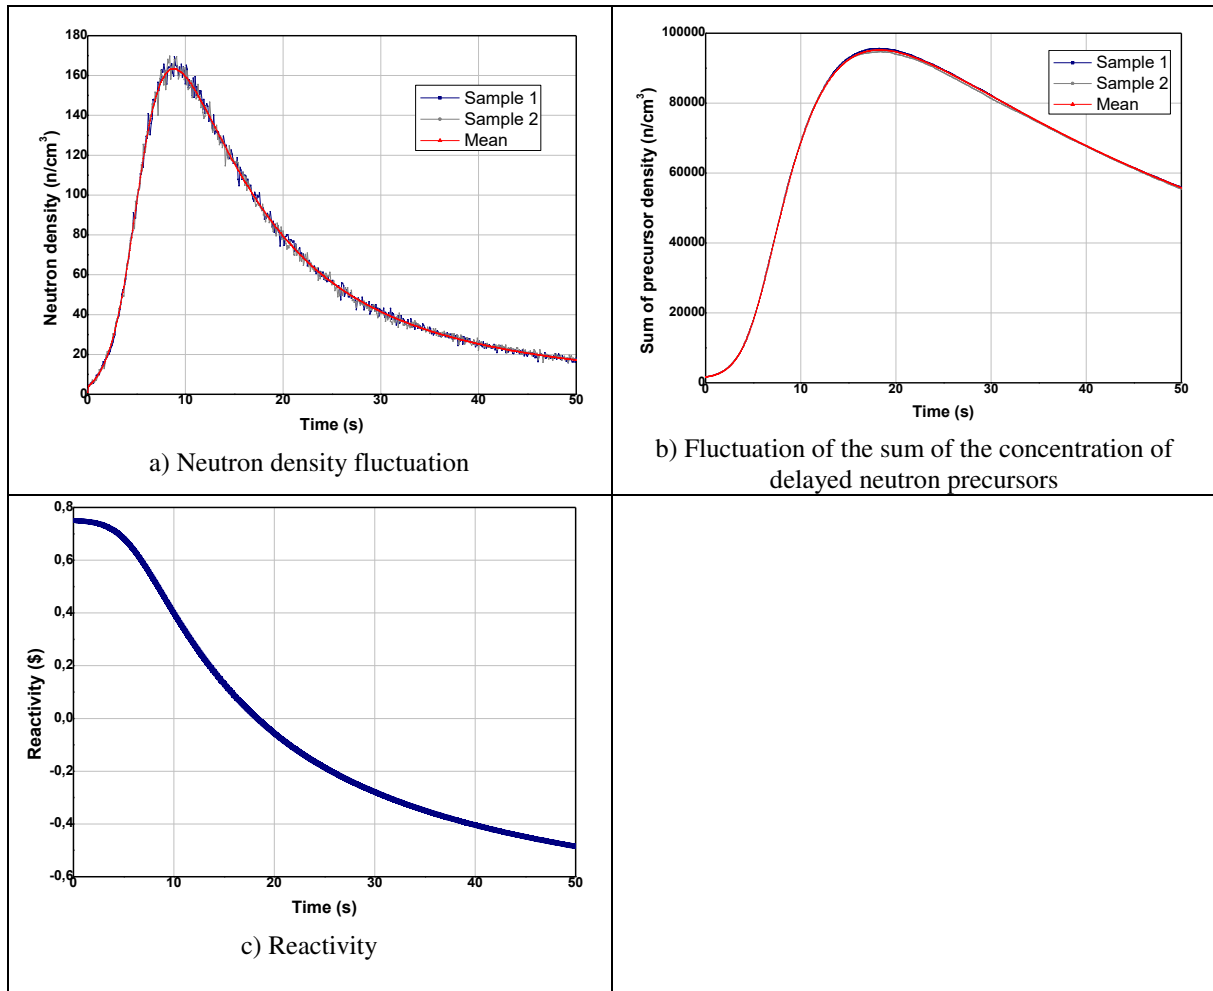 180
160
140
120
100
80
60
40
20
0
Neutron density (n/cm³)
Sample 1
Sample 2
Mean
0 10 20 30 40 50
Time (s)
a) Neutron density fluctuation
100000
80000
60000
40000
20000
0
Sum of precursor density (n/cm³)
Sample 1
Sample 2
Mean
0 10 20 30 40 50
Time (s)
b) Fluctuation of the sum of the concentration of
delayed neutron precursors
0,8
0,6
0,4
0,2
0,0
-0,2
-0,4
-0,6
Reactivity ($)
0 10 20 30 40 50
Time (s)
c) Reactivity